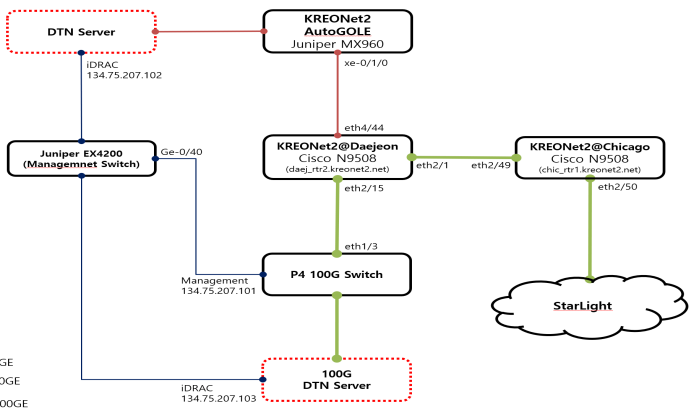 DTN Server
KREONet2
AutoGOLE
Juniper MX960
iDRAC
134.75.207.102
xe-0/1/0
eth4/44
Juniper EX4200
(Managemnet Switch)
Ge-0/40
KREONet2@Daejeon
Cisco N9508
(daej_rtr2.kreonet2.net)
eth2/1
eth2/49
KREONet2@Chicago
Cisco N9508
(chic_rtr1.kreonet2.net)
eth2/15
eth2/50
eth1/3
P4 100G Switch
Management
134.75.207.101
StarLight
100G
DTN Server
iDRAC
134.75.207.103
GE
0GE
00GE